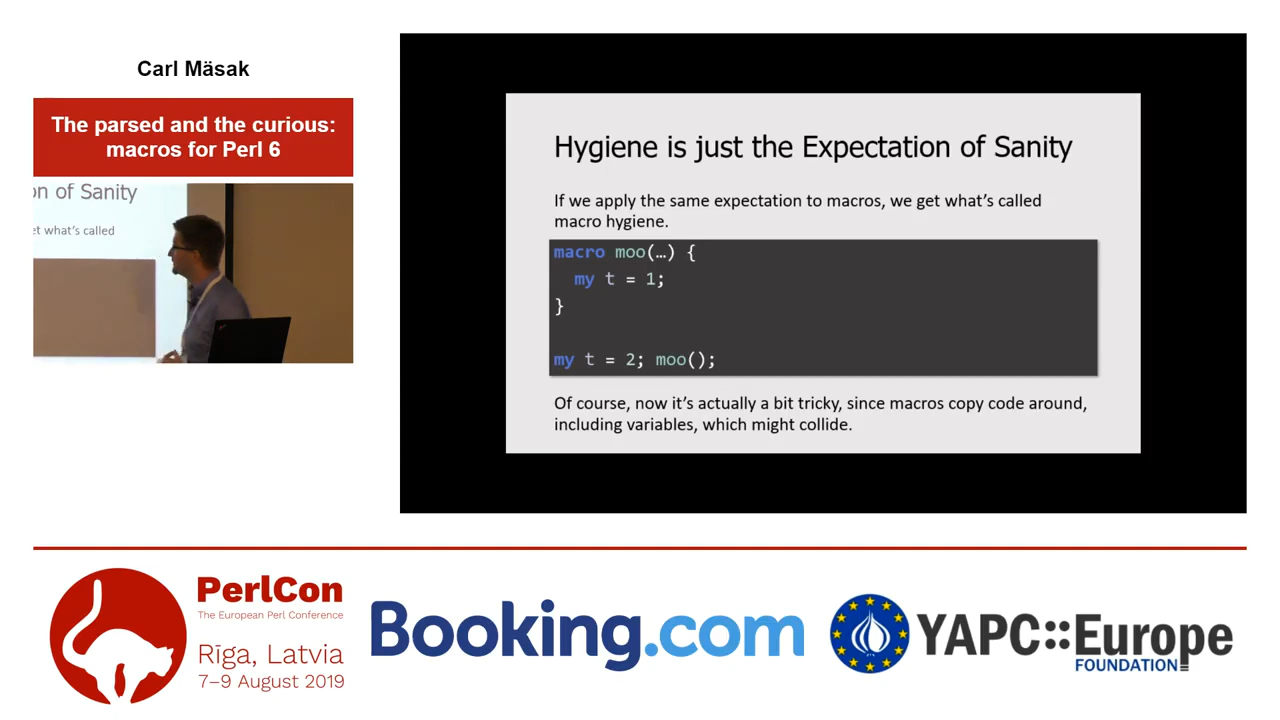 Carl Mäsak
The parsed and the curious:
macros for Perl 6
on of Sanity
et what's called
Hygiene is just the Expectation of Sanity
If we apply the same expectation to macros, we get what's called
macro hygiene.
macro moo(…) {
my t = 1;
}
my t = 2; moo();
Of course, now it's actually a bit tricky, since macros copy code around,
including variables, which might collide.
PerlCon
The European Perl Conference
Rīga, Latvia
7–9 August 2019
Booking.com
YAPC::Europe
FOUNDATION